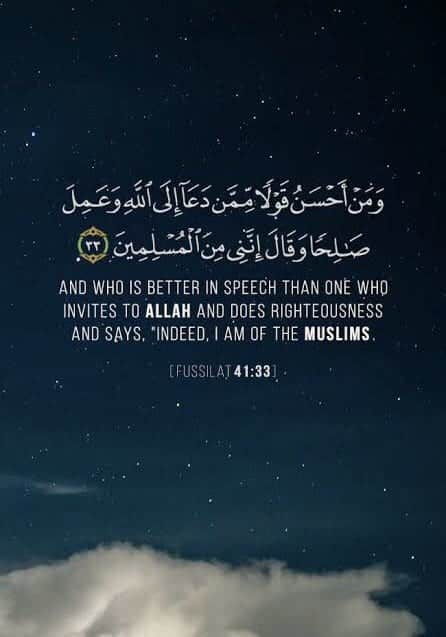 وَمَنْ أَحْسَنُ قَوْلًا مِّمَّن دَعَآ إِلَى ٱللَّهِ وَعَمِلَ
صَٰلِحًا وَقَالَ إِنَّنِى مِنَ ٱلْمُسْلِمِينَ ٣٣
AND WHO IS BETTER IN SPEECH THAN ONE WHO
INVITES TO ALLAH AND DOES RIGHTEOUSNESS
AND SAYS, "INDEED, I AM OF THE MUSLIMS.
[FUSSILAT 41:33]